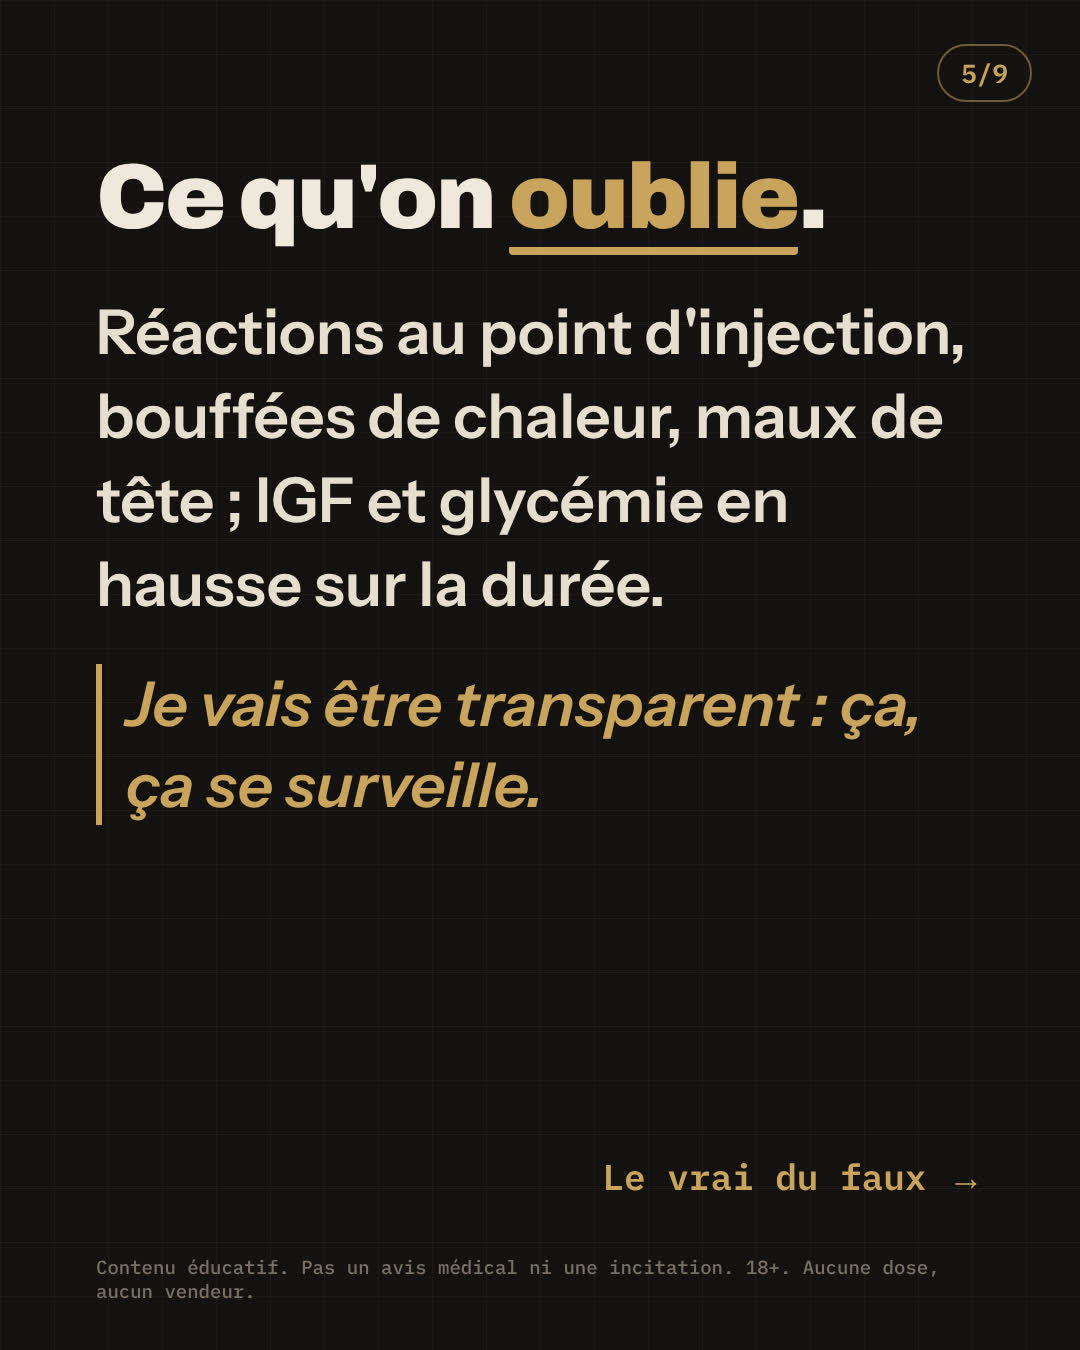 5/9
Ce qu'on oublie.
Réactions au point d'injection,
bouffées de chaleur, maux de
tête ; IGF et glycémie en
hausse sur la durée.
Je vais être transparent : ça,
ça se surveille.
Le vrai du faux →
Contenu éducatif. Pas un avis médical ni une incitation. 18+. Aucune dose,
aucun vendeur.